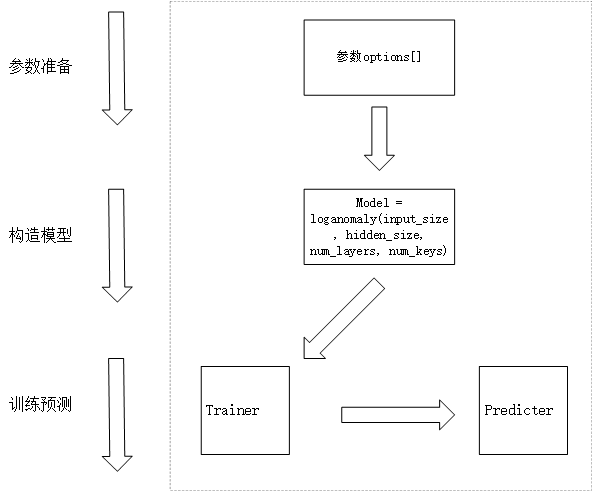 参数准备
参数options[]
构造模型
Model =
loganomaly(input_size
, hidden_size,
num_layers, num_keys)
训练预测
Trainer
Predicter